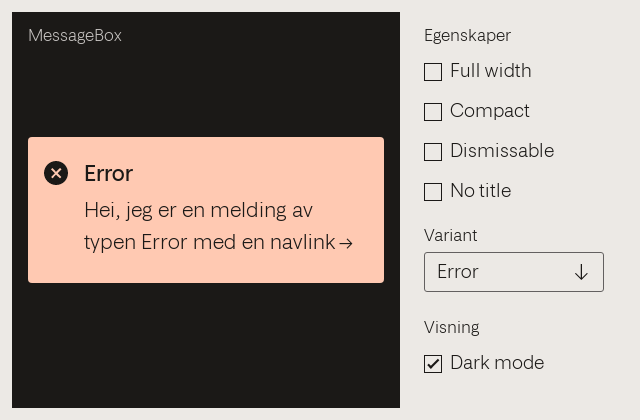 MessageBox
Error
Hei, jeg er en melding av
typen Error med en navlink →
Egenskaper
Full width
Compact
Dismissable
No title
Variant
Error
Visning
Dark mode